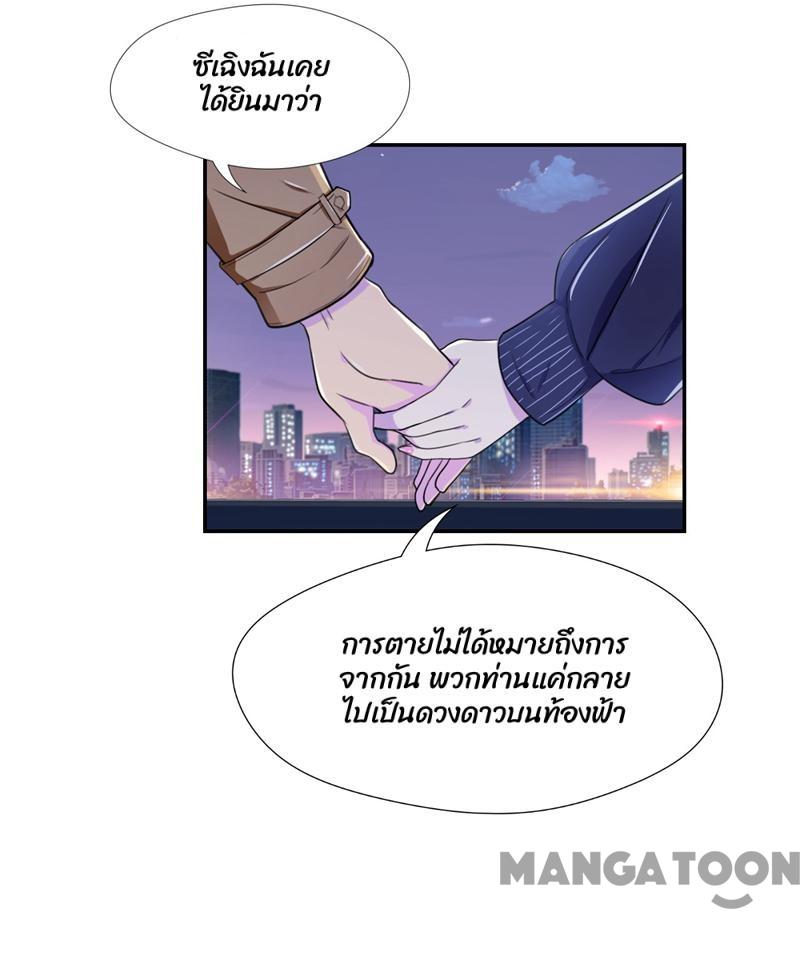 ซีเฉิงฉันเคย
ได้ยินมาว่า
การตายไม่ได้หมายถึงการ
จากกัน พวกท่านแค่กลาย
ไปเป็นดวงดาวบนท้องฟ้า
MANGA TOON